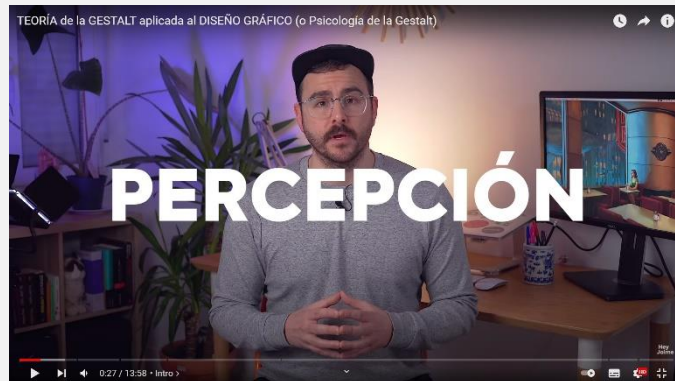 TEORÍA de la GESTALT aplicada al DISEÑO GRÁFICO (o Psicología de la Gestalt)
PERCEPCIÓN
Hey
Jaime
0:27 / 13:58 • Intro >
HD